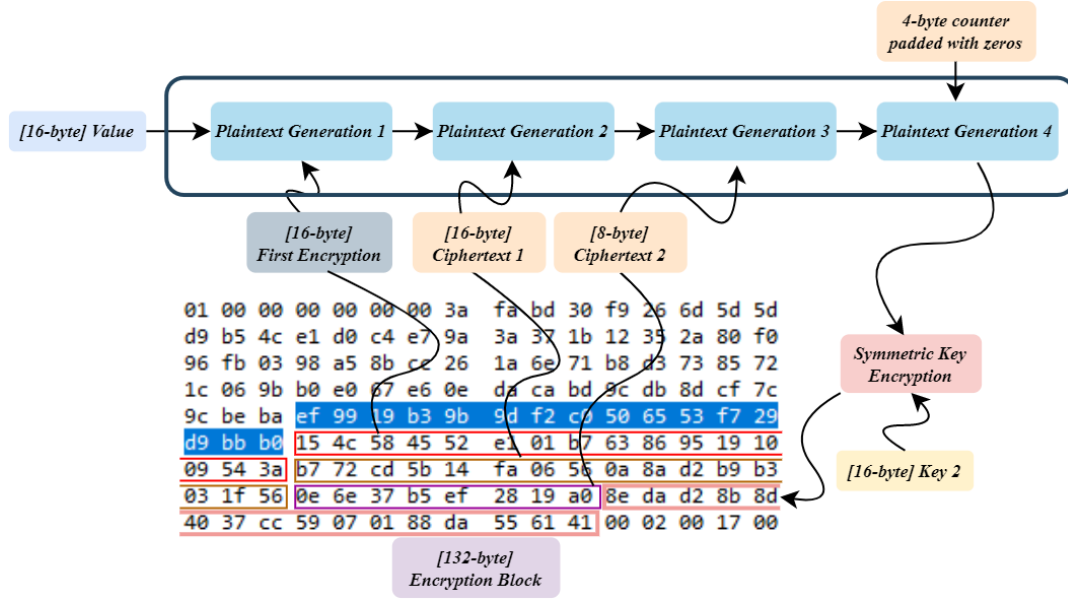 4-byte counter
padded with zeros
[16-byte] Value
Plaintext Generation 1
Plaintext Generation 2
Plaintext Generation 3
Plaintext Generation 4
[16-byte]
First Encryption
[16-byte]
Ciphertext 1
[8-byte]
Ciphertext 2
01 00 00 00 00 00 00 3a fa bd 30 f9 26 6d 5d 5d
d9 b5 4c e1 d0 c4 e7 9a 3a 37 1b 12 35 2a 80 f0
96 fb 03 98 a5 8b ce 26 1a 6e 71 b8 d3 73 85 72
1c 06 9b b0 e0 67 e6 0e da ca bd 9c db 8d cf 7c
9c be ba ef 99 19 b3 9b 9d f2 c0 50 65 53 f7 29
d9 bb b0 15 4c 58 45 52 e1 01 b7 63 86 95 19 10
09 54 3a b7 72 cd 5b 14 fa 06 56 0a 8a d2 b9 b3
03 1f 56 0e 6e 37 b5 ef 28 19 a0 8e da d2 8b 8d
40 37 cc 59 07 01 88 da 55 61 41 00 02 00 17 00
Symmetric Key
Encryption
[16-byte] Key 2
[132-byte]
Encryption Block